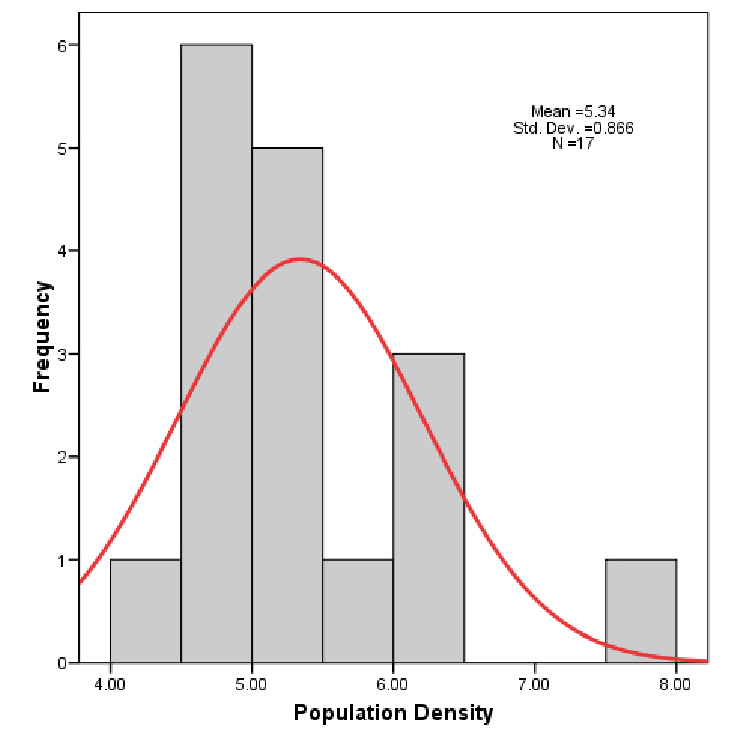 6
5
4
3
2
1
0
Frequency
Mean =5.34
Std. Dev. =0.866
N =17
4.00 5.00 6.00 7.00 8.00
Population Density